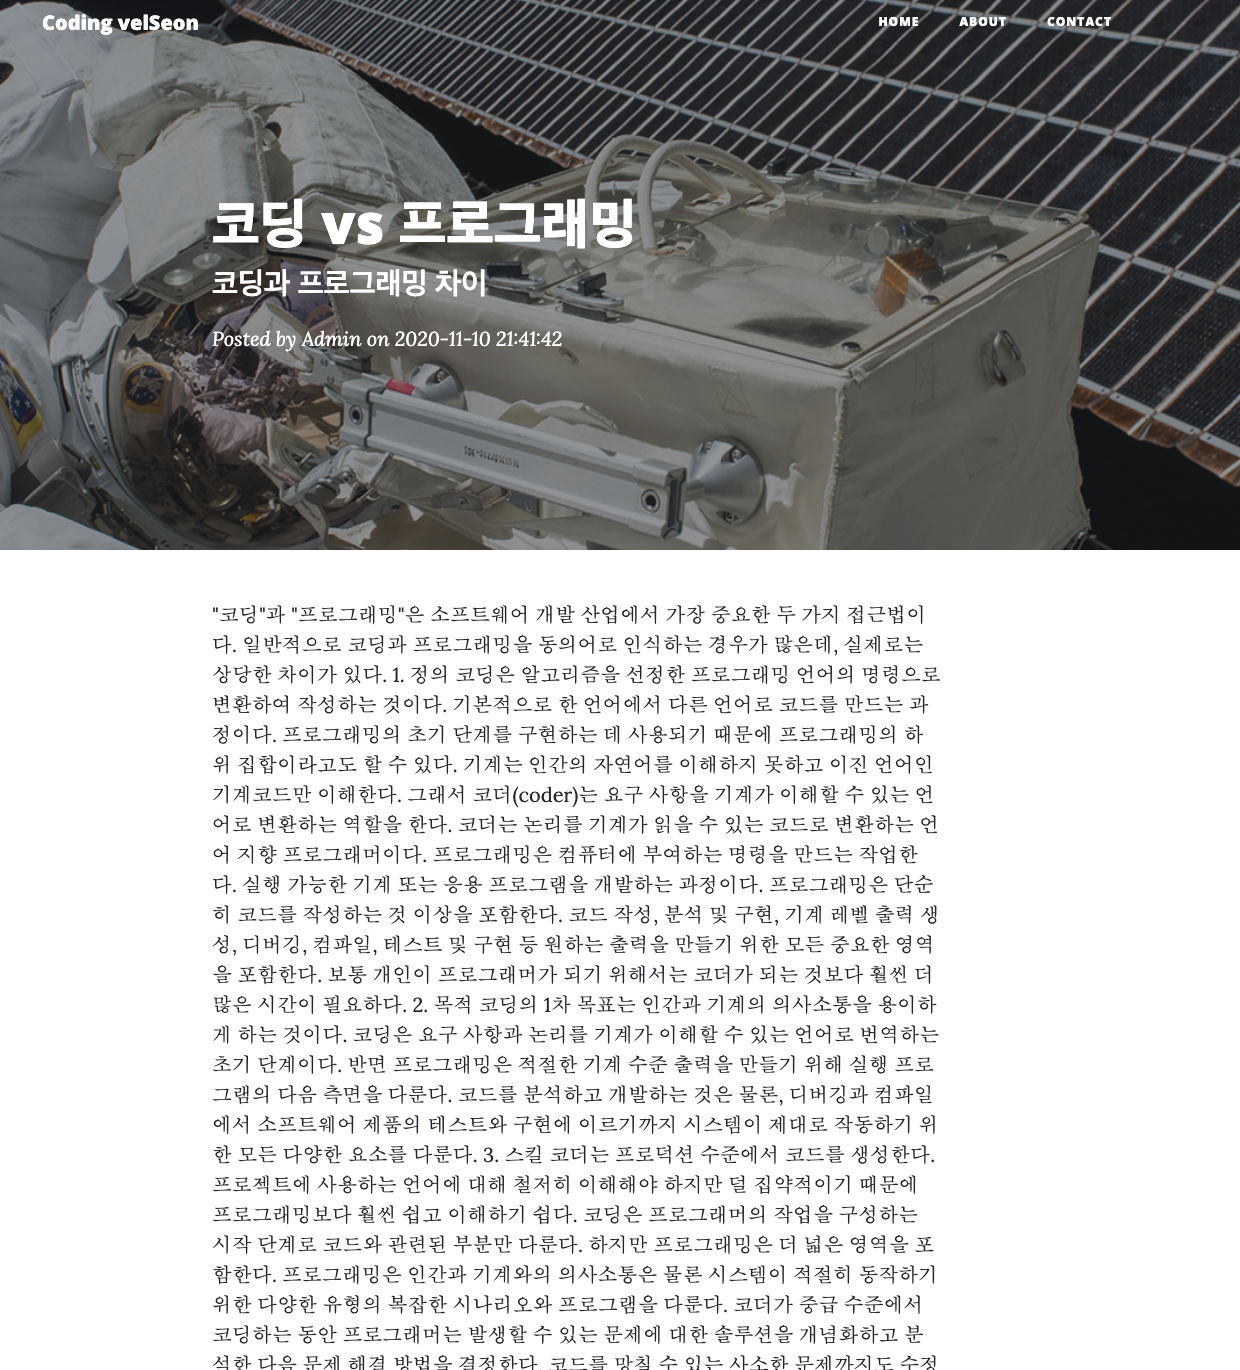 Coding velSeon
HOME ABOUT CONTACT
코딩 vs 프로그래밍
코딩과 프로그래밍 차이
Posted by Admin on 2020-11-10 21:41:42
"코딩"과 "프로그래밍"은 소프트웨어 개발 산업에서 가장 중요한 두 가지 접근법이
다. 일반적으로 코딩과 프로그래밍을 동의어로 인식하는 경우가 많은데, 실제로는
상당한 차이가 있다. 1. 정의 코딩은 알고리즘을 선정한 프로그래밍 언어의 명령으로
변환하여 작성하는 것이다. 기본적으로 한 언어에서 다른 언어로 코드를 만드는 과
정이다. 프로그래밍의 초기 단계를 구현하는 데 사용되기 때문에 프로그래밍의 하
위 집합이라고도 할 수 있다. 기계는 인간의 자연어를 이해하지 못하고 이진 언어인
기계코드만 이해한다. 그래서 코더(coder)는 요구 사항을 기계가 이해할 수 있는 언
어로 변환하는 역할을 한다. 코더는 논리를 기계가 읽을 수 있는 코드로 변환하는 언
어 지향 프로그래머이다. 프로그래밍은 컴퓨터에 부여하는 명령을 만드는 작업한
다. 실행 가능한 기계 또는 응용 프로그램을 개발하는 과정이다. 프로그래밍은 단순
히 코드를 작성하는 것 이상을 포함한다. 코드 작성, 분석 및 구현, 기계 레벨 출력 생
성, 디버깅, 컴파일, 테스트 및 구현 등 원하는 출력을 만들기 위한 모든 중요한 영역
을 포함한다. 보통 개인이 프로그래머가 되기 위해서는 코더가 되는 것보다 훨씬 더
많은 시간이 필요하다. 2. 목적 코딩의 1차 목표는 인간과 기계의 의사소통을 용이하
게 하는 것이다. 코딩은 요구 사항과 논리를 기계가 이해할 수 있는 언어로 번역하는
초기 단계이다. 반면 프로그래밍은 적절한 기계 수준 출력을 만들기 위해 실행 프로
그램의 다음 측면을 다룬다. 코드를 분석하고 개발하는 것은 물론, 디버깅과 컴파일
에서 소프트웨어 제품의 테스트와 구현에 이르기까지 시스템이 제대로 작동하기 위
한 모든 다양한 요소를 다룬다. 3. 스킬 코더는 프로덕션 수준에서 코드를 생성한다.
프로젝트에 사용하는 언어에 대해 철저히 이해해야 하지만 덜 집약적이기 때문에
프로그래밍보다 훨씬 쉽고 이해하기 쉽다. 코딩은 프로그래머의 작업을 구성하는
시작 단계로 코드와 관련된 부분만 다룬다. 하지만 프로그래밍은 더 넓은 영역을 포
함한다. 프로그래밍은 인간과 기계와의 의사소통은 물론 시스템이 적절히 동작하기
위한 다양한 유형의 복잡한 시나리오와 프로그램을 다룬다. 코더가 중급 수준에서
코딩하는 동안 프로그래머는 발생할 수 있는 문제에 대한 솔루션을 개념화하고 분
석한 다음 문제 해결 방법을 결정한다. 코드를 망칠 수 있는 사소한 문제까지도 수정